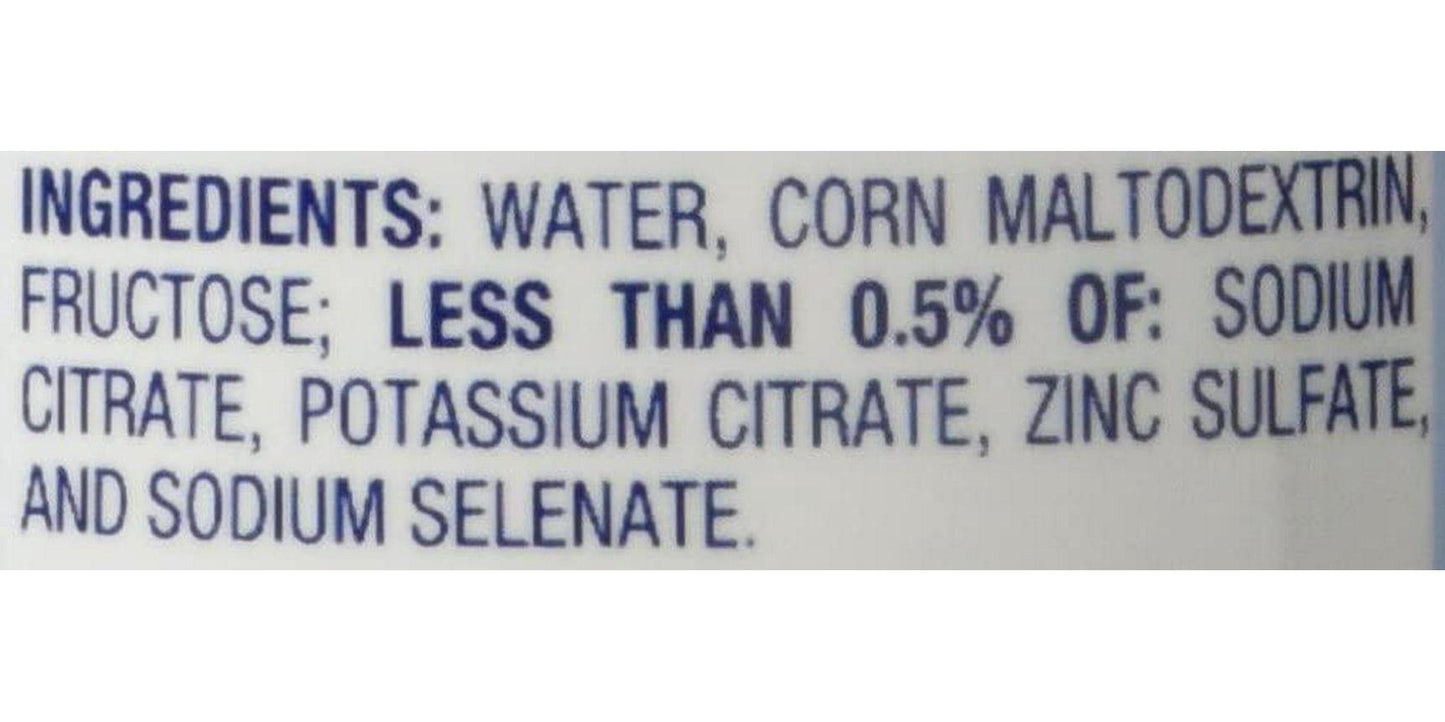 INGREDIENTS: WATER, CORN MALTODEXTRIN,
FRUCTOSE; LESS THAN 0.5% OF: SODIUM
CITRATE, POTASSIUM CITRATE, ZINC SULFATE,
AND SODIUM SELENATE.